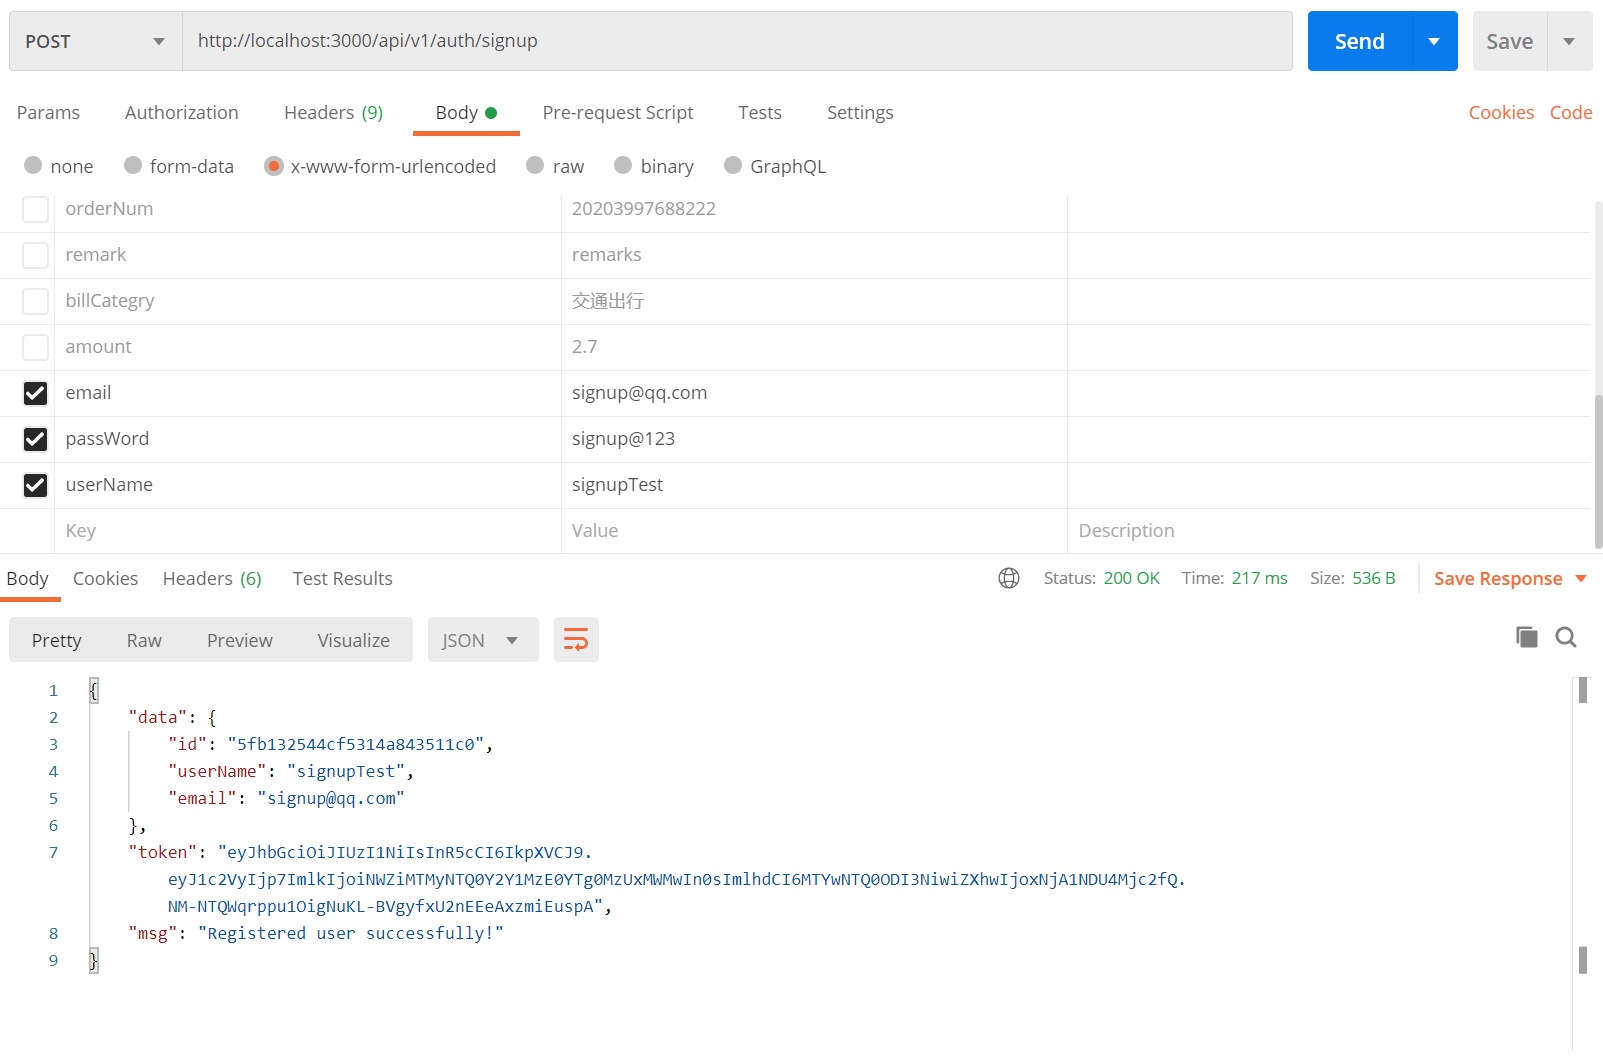 POST http://localhost:3000/api/v1/auth/signup Send Save
Params Authorization Headers (9) Body Pre-request Script Tests Settings Cookies Code
none form-data x-www-form-urlencoded raw binary GraphQL
orderNum 20203997688222
remark remarks
billCategry 交通出行
amount 2.7
email signup@qq.com
passWord signup@123
userName signupTest
Key Value Description
Body Cookies Headers (6) Test Results Status: 200 OK Time: 217 ms Size: 536 B Save Response
Pretty Raw Preview Visualize JSON
1 {
2 "data": {
3 "id": "5fb132544cf5314a843511c0",
4 "userName": "signupTest",
5 "email": "signup@qq.com"
6 },
7 "token": "eyJhbGciOiJIUzI1NiIsInR5cCI6IkpXVCJ9.
eyJ1c2VyIjp7ImlkIjoiNWZiMTMyNTQ0Y2Y1MzE0YTg0MzUxMWMwIn0sImlhdCI6MTYwNTQ0ODI3NiwiZXhwIjoxNjA1NDU4Mjc2fQ.
NM-NTQWqrppu1OigNuKL-BVgyfxU2nEEeAxzmiEuspA",
8 "msg": "Registered user successfully!"
9 }